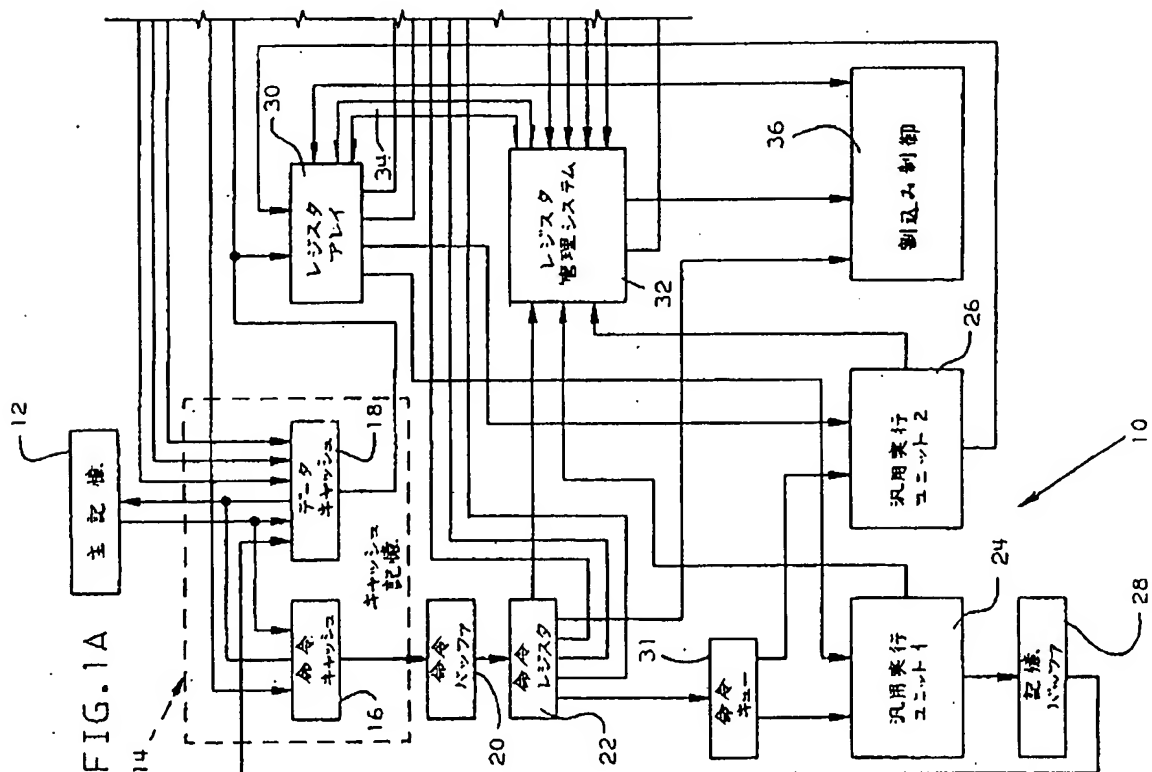 FIG.1A
14
12
主記憶
命令
キャッシュ
16
データ
キャッシュ
18
キャッシュ
記憶
命令
バッファ
20
命令
レジスタ
22
レジスタ
アレイ
30
34
レジスタ
管理システム
32
割込み制御
36
31
命令
キュー
汎用実行
ユニット1
24
汎用実行
ユニット2
26
記憶
バッファ
28
10